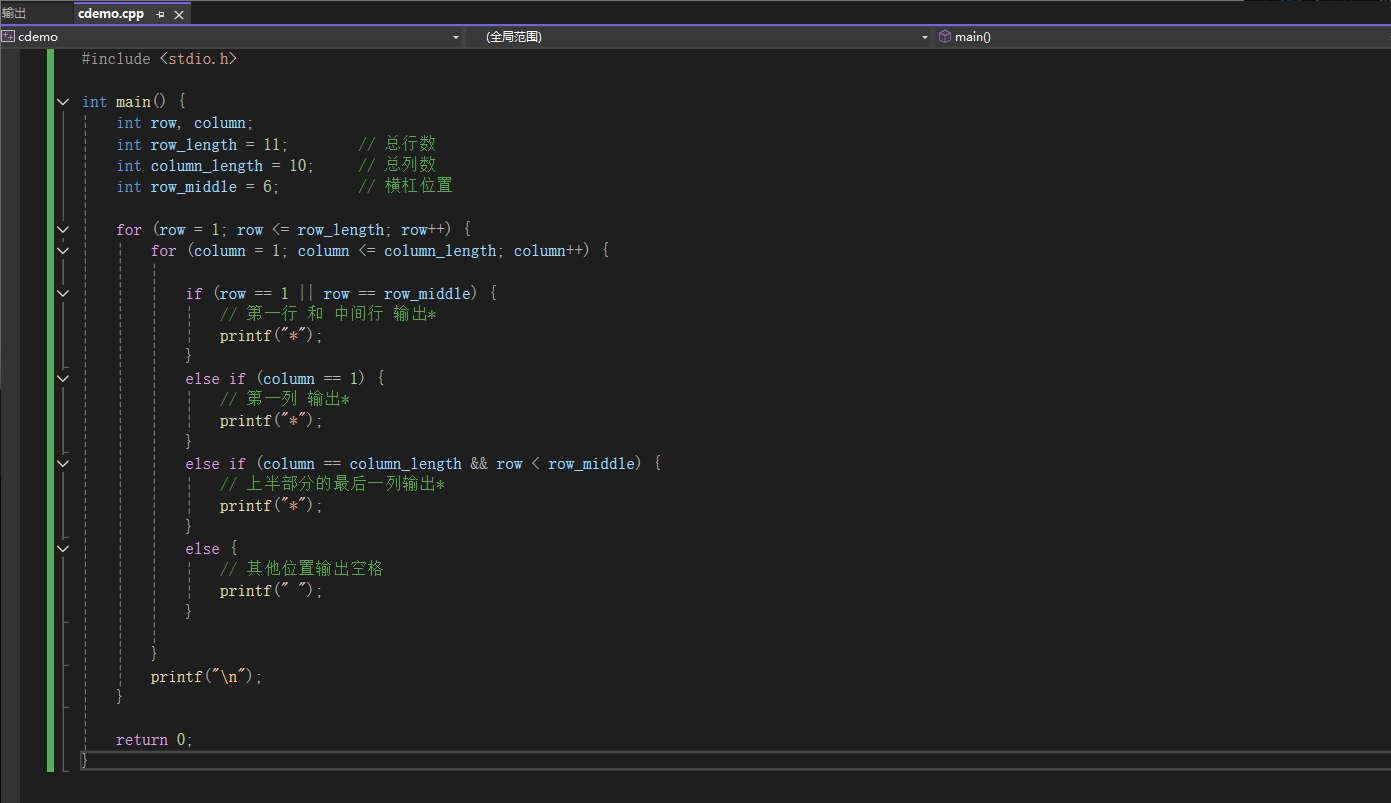 输出 cdemo.cpp
cdemo (全局范围) main()
#include <stdio.h>
int main() {
    int row, column;
    int row_length = 11;        // 总行数
    int column_length = 10;     // 总列数
    int row_middle = 6;         // 横杠位置
    for (row = 1; row <= row_length; row++) {
        for (column = 1; column <= column_length; column++) {
            if (row == 1 || row == row_middle) {
                // 第一行 和 中间行 输出*
                printf("*");
            }
            else if (column == 1) {
                // 第一列 输出*
                printf("*");
            }
            else if (column == column_length && row < row_middle) {
                // 上半部分的最后一列输出*
                printf("*");
            }
            else {
                // 其他位置输出空格
                printf(" ");
            }
        }
        printf("\n");
    }
    return 0;
}